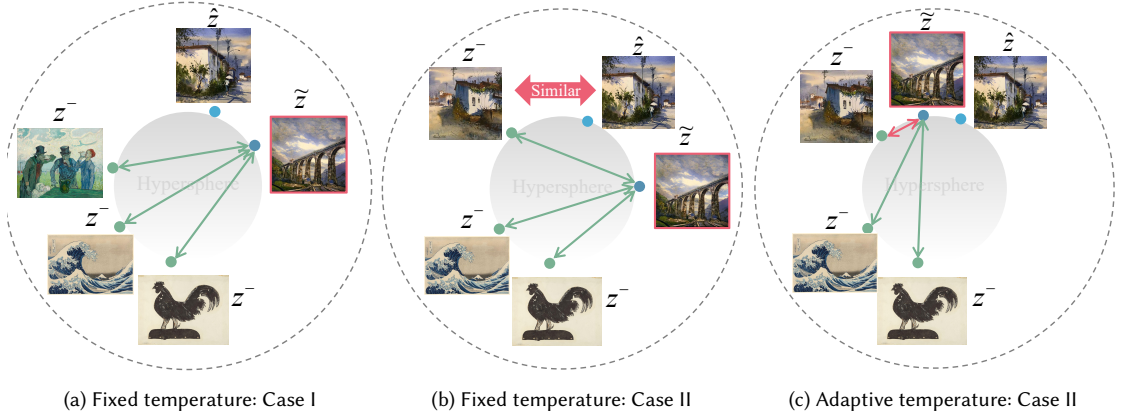 ẑ
z̃
z⁻
Hypersphere
z⁻
z⁻
(a) Fixed temperature: Case I
z⁻
Similar
ẑ
z̃
Hypersphere
z⁻
z⁻
(b) Fixed temperature: Case II
z̃
z⁻
ẑ
Hypersphere
z⁻
z⁻
(c) Adaptive temperature: Case II